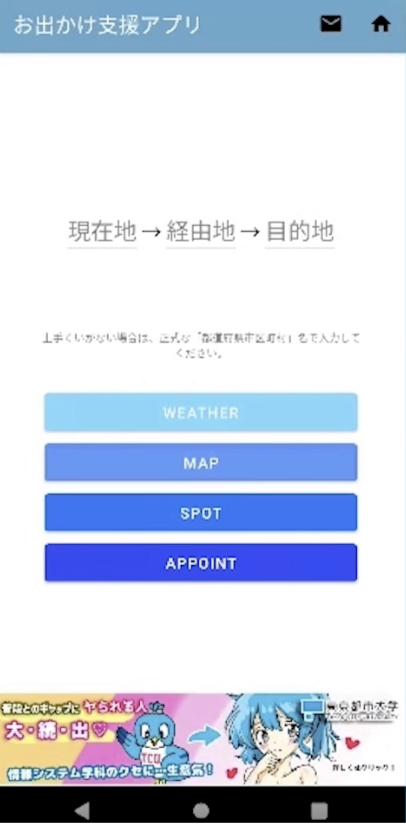 お出かけ支援アプリ
現在地 → 経由地 → 目的地
上手くいかない場合は、正式な「都道府県市区町村」名で入力して
ください。
WEATHER
MAP
SPOT
APPOINT
普段とのギャップにヤられる人、
大・続・出♡
TCU
東京都市大学
情報システム学科のクセに…生意気!
詳しくはクリック!